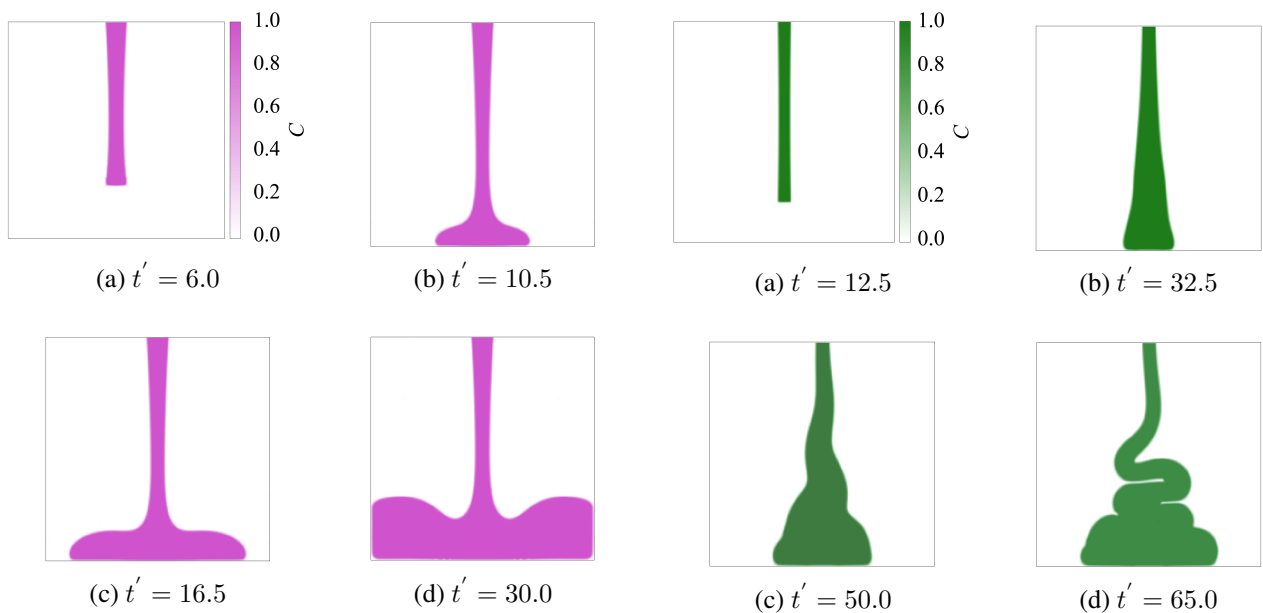 1.0
0.8
0.6
0.4
0.2
0.0
C
1.0
0.8
0.6
0.4
0.2
0.0
C
(a) t′ = 6.0
(b) t′ = 10.5
(a) t′ = 12.5
(b) t′ = 32.5
(c) t′ = 16.5
(d) t′ = 30.0
(c) t′ = 50.0
(d) t′ = 65.0